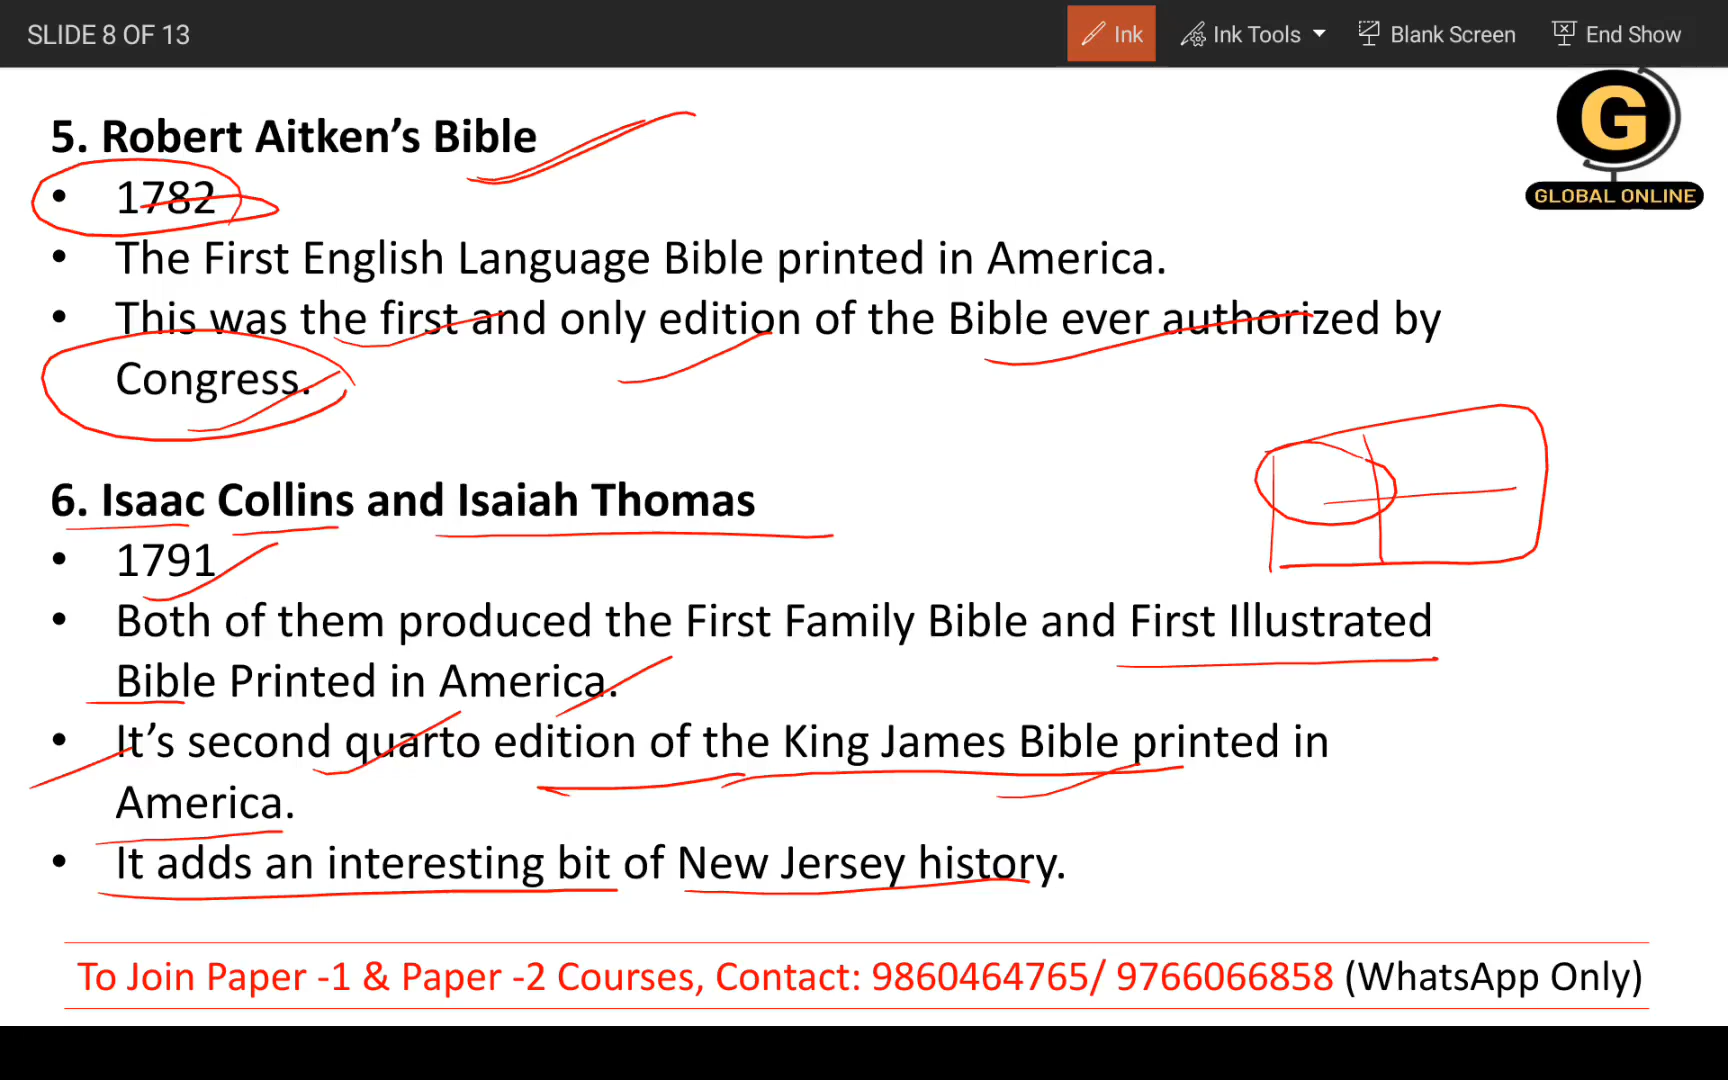 SLIDE 8 OF 13
Ink
Ink Tools
Blank Screen
End Show
G
GLOBAL ONLINE
5. Robert Aitken’s Bible
• 1782
• The First English Language Bible printed in America.
• This was the first and only edition of the Bible ever authorized by
Congress.
6. Isaac Collins and Isaiah Thomas
• 1791
• Both of them produced the First Family Bible and First Illustrated
Bible Printed in America.
• It’s second quarto edition of the King James Bible printed in
America.
• It adds an interesting bit of New Jersey history.
To Join Paper -1 & Paper -2 Courses, Contact: 9860464765/ 9766066858 (WhatsApp Only)